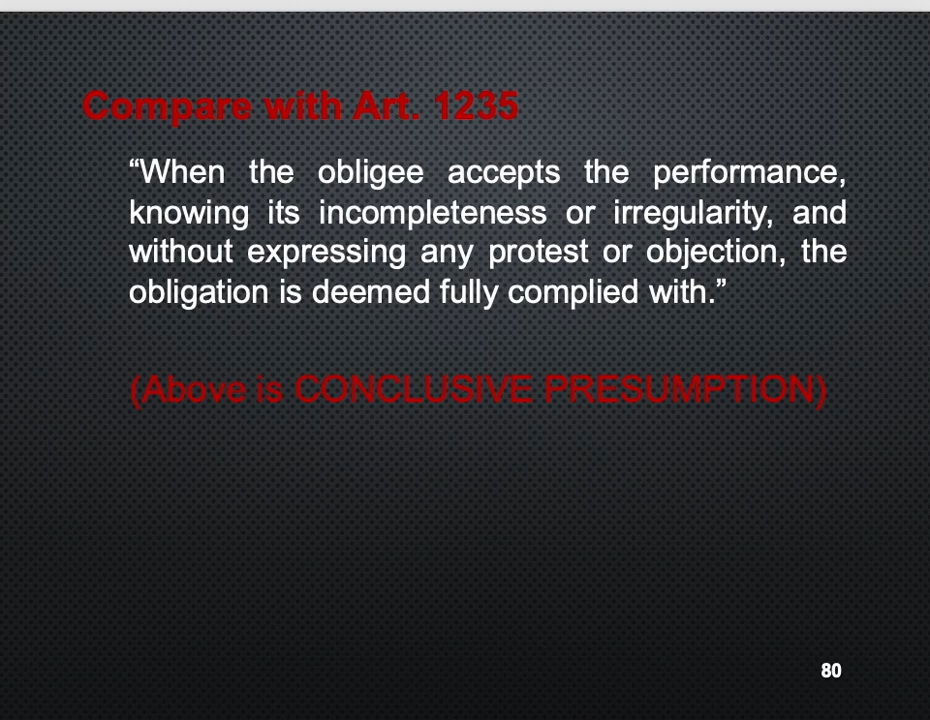 Compare with Art. 1235
“When the obligee accepts the performance,
knowing its incompleteness or irregularity, and
without expressing any protest or objection, the
obligation is deemed fully complied with.”
(Above is CONCLUSIVE PRESUMPTION)
80